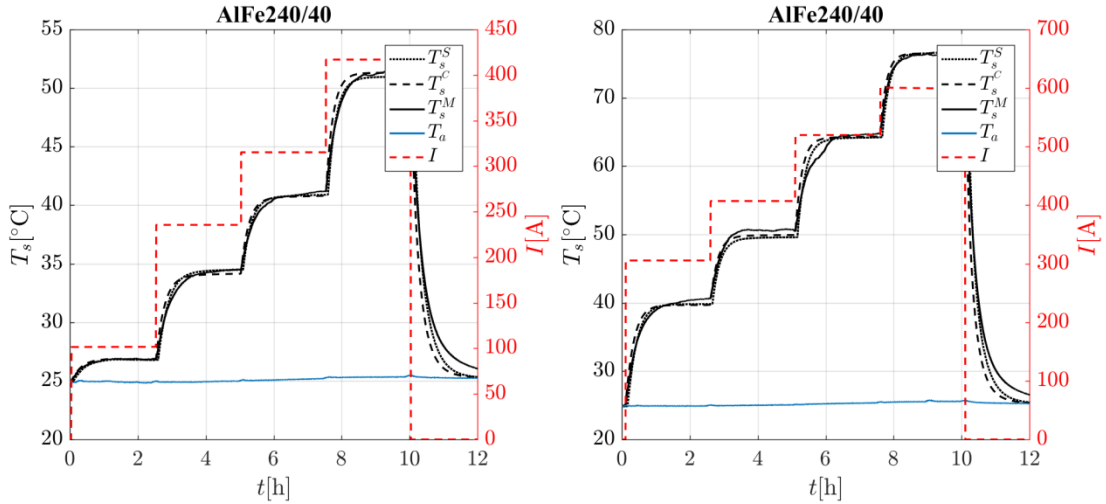 AlFe240/40
55
50
45
40
35
30
25
20
T_s[°C]
450
400
350
300
250
200
150
100
50
0
I[A]
T_s^S
T_s^C
T_s^M
T_a
I
0 2 4 6 8 10 12
t[h]
AlFe240/40
80
70
60
50
40
30
20
T_s[°C]
700
600
500
400
300
200
100
0
I[A]
T_s^S
T_s^C
T_s^M
T_a
I
0 2 4 6 8 10 12
t[h]